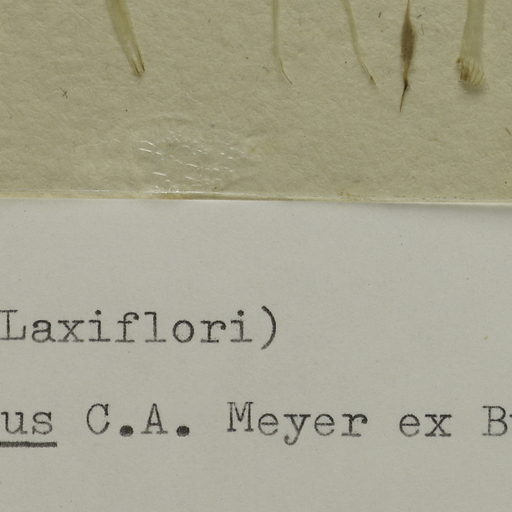 Laxiflori)
us C.A. Meyer ex B